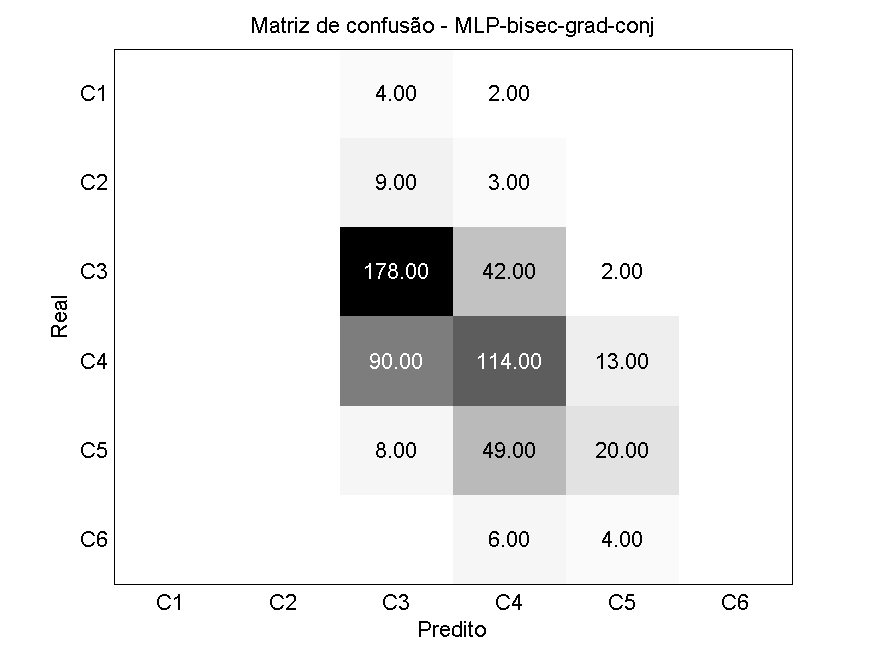 Matriz de confusão - MLP-bisec-grad-conj
C1 4.00 2.00
C2 9.00 3.00
C3 178.00 42.00 2.00
Real
C4 90.00 114.00 13.00
C5 8.00 49.00 20.00
C6 6.00 4.00
C1 C2 C3 C4 C5 C6
Predito